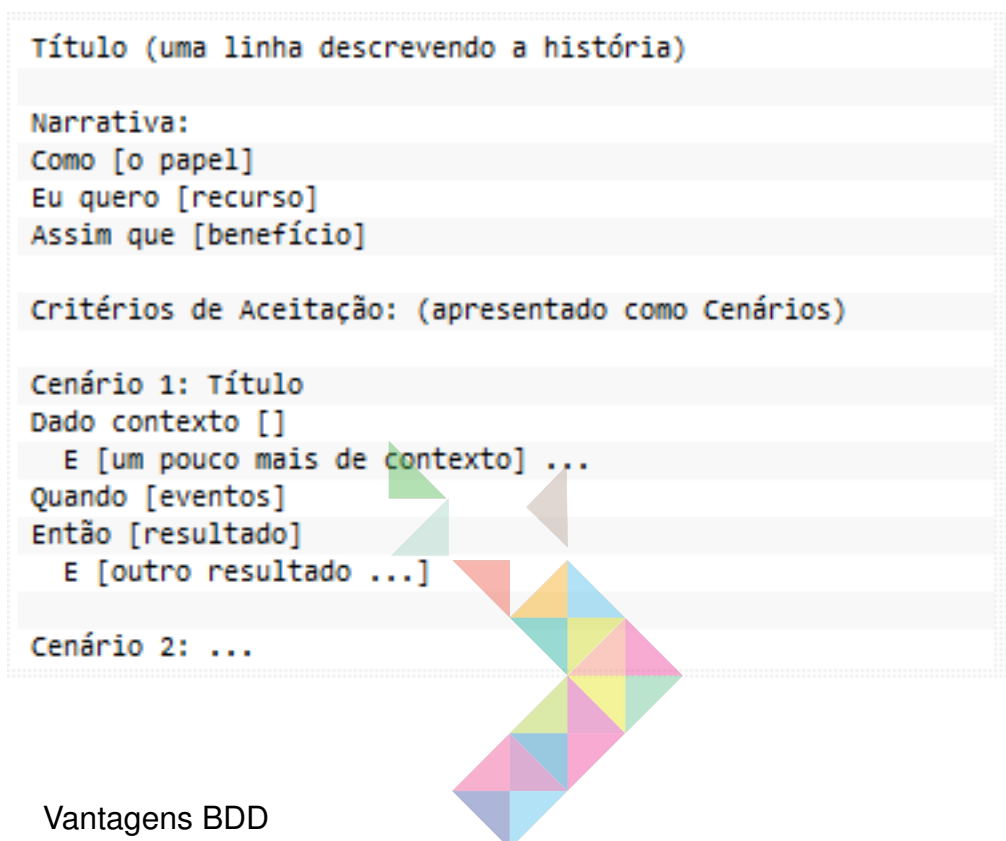 Título (uma linha descrevendo a história)
Narrativa:
Como [o papel]
Eu quero [recurso]
Assim que [benefício]
Critérios de Aceitação: (apresentado como Cenários)
Cenário 1: Título
Dado contexto []
E [um pouco mais de contexto] ...
Quando [eventos]
Então [resultado]
E [outro resultado ...]
Cenário 2: ...
Vantagens BDD